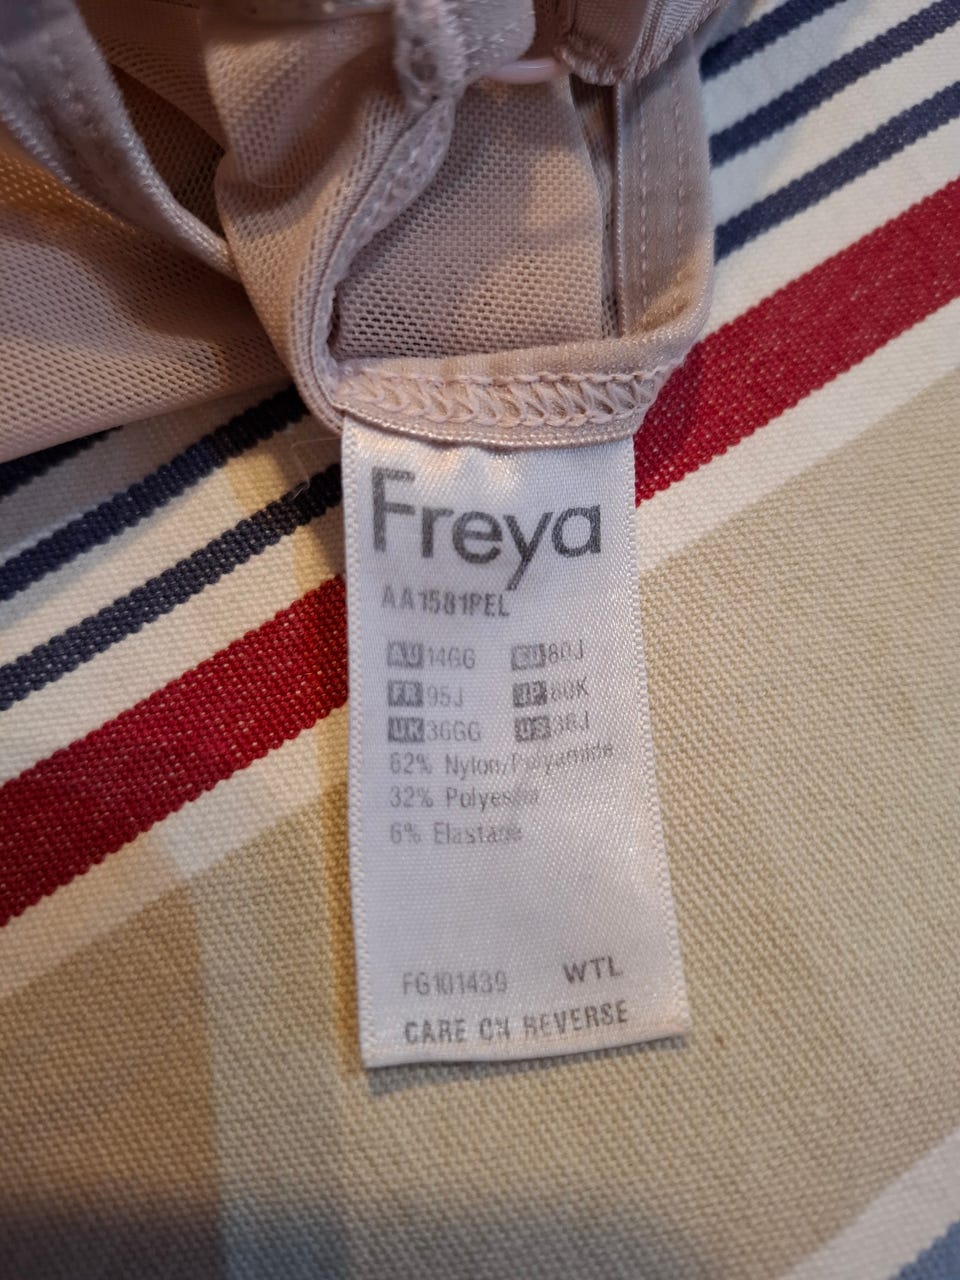 Freya
AA1581PEL
AU 14GG EU 80J
FR 95J JP 80K
UK 36GG US 36J
62% Nylon/Polyamide
32% Polyester
6% Elastane
FG101439 WTL
CARE ON REVERSE